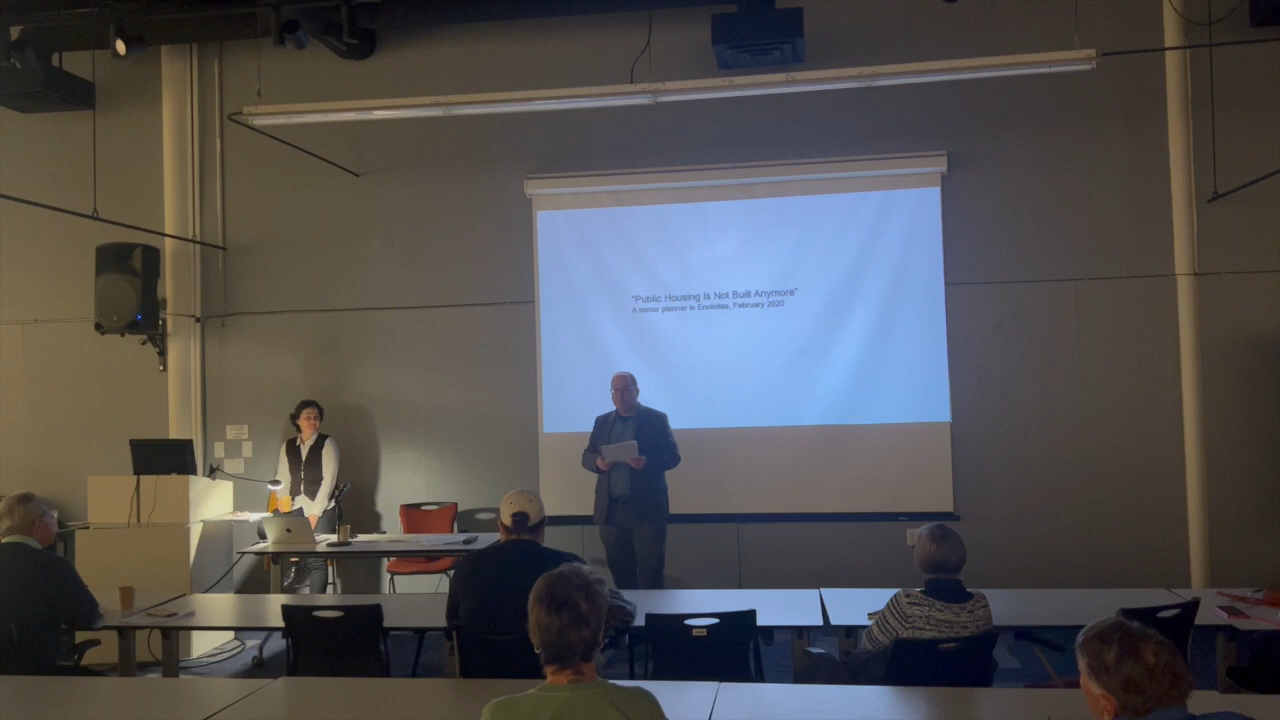 "Public Housing Is Not Built Anymore"
A senior planner in Encinitas, February 2020